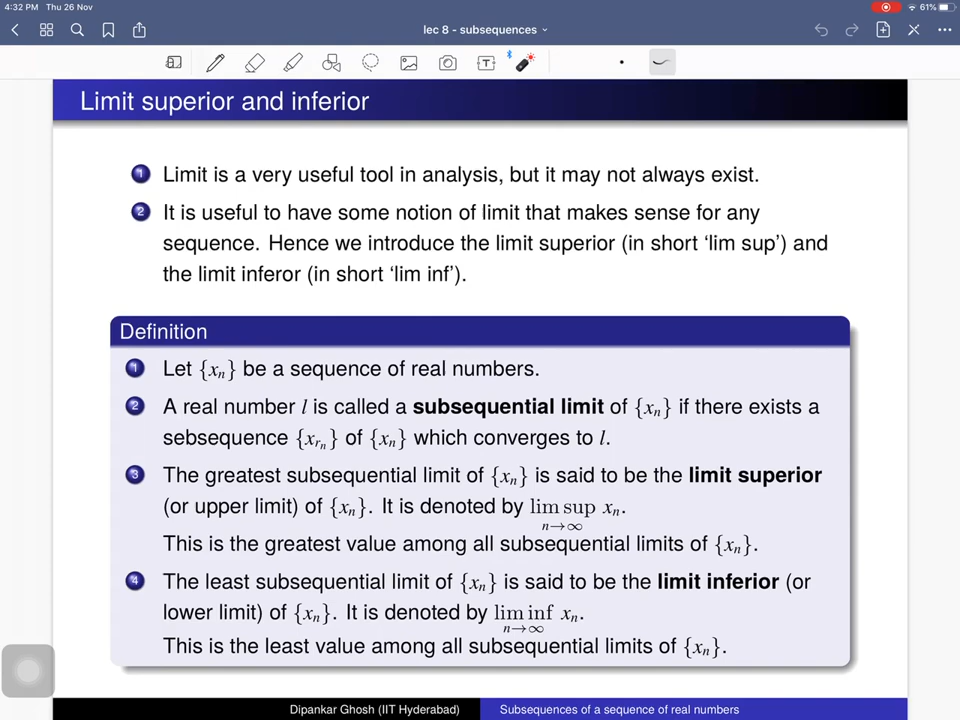 4:32 PM Thu 26 Nov
61%
lec 8 - subsequences
T
Limit superior and inferior
1 Limit is a very useful tool in analysis, but it may not always exist.
2 It is useful to have some notion of limit that makes sense for any
sequence. Hence we introduce the limit superior (in short ‘lim sup’) and
the limit inferor (in short ‘lim inf’).
Definition
1 Let {xₙ} be a sequence of real numbers.
2 A real number l is called a subsequential limit of {xₙ} if there exists a
sebsequence {x_{r_n}} of {xₙ} which converges to l.
3 The greatest subsequential limit of {xₙ} is said to be the limit superior
(or upper limit) of {xₙ}. It is denoted by lim sup xₙ.
n→∞
This is the greatest value among all subsequential limits of {xₙ}.
4 The least subsequential limit of {xₙ} is said to be the limit inferior (or
lower limit) of {xₙ}. It is denoted by lim inf xₙ.
n→∞
This is the least value among all subsequential limits of {xₙ}.
Dipankar Ghosh (IIT Hyderabad) Subsequences of a sequence of real numbers